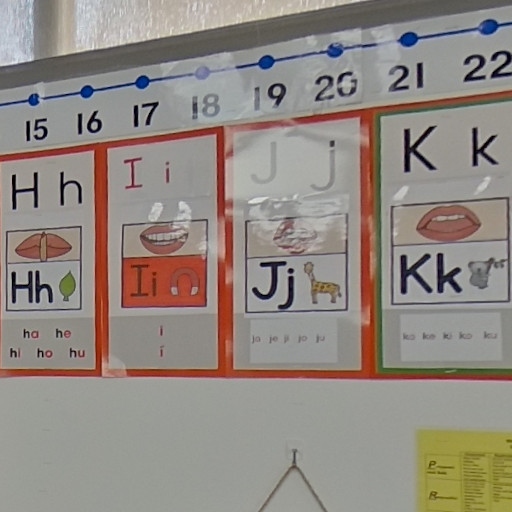 15 16 17 18 19 20 21 22
H h
I i
J j
K k
Hh
Ii
Jj
Kk
ha he
hi ho hu
i
í
ja je ji jo ju
ka ke ki ko ku